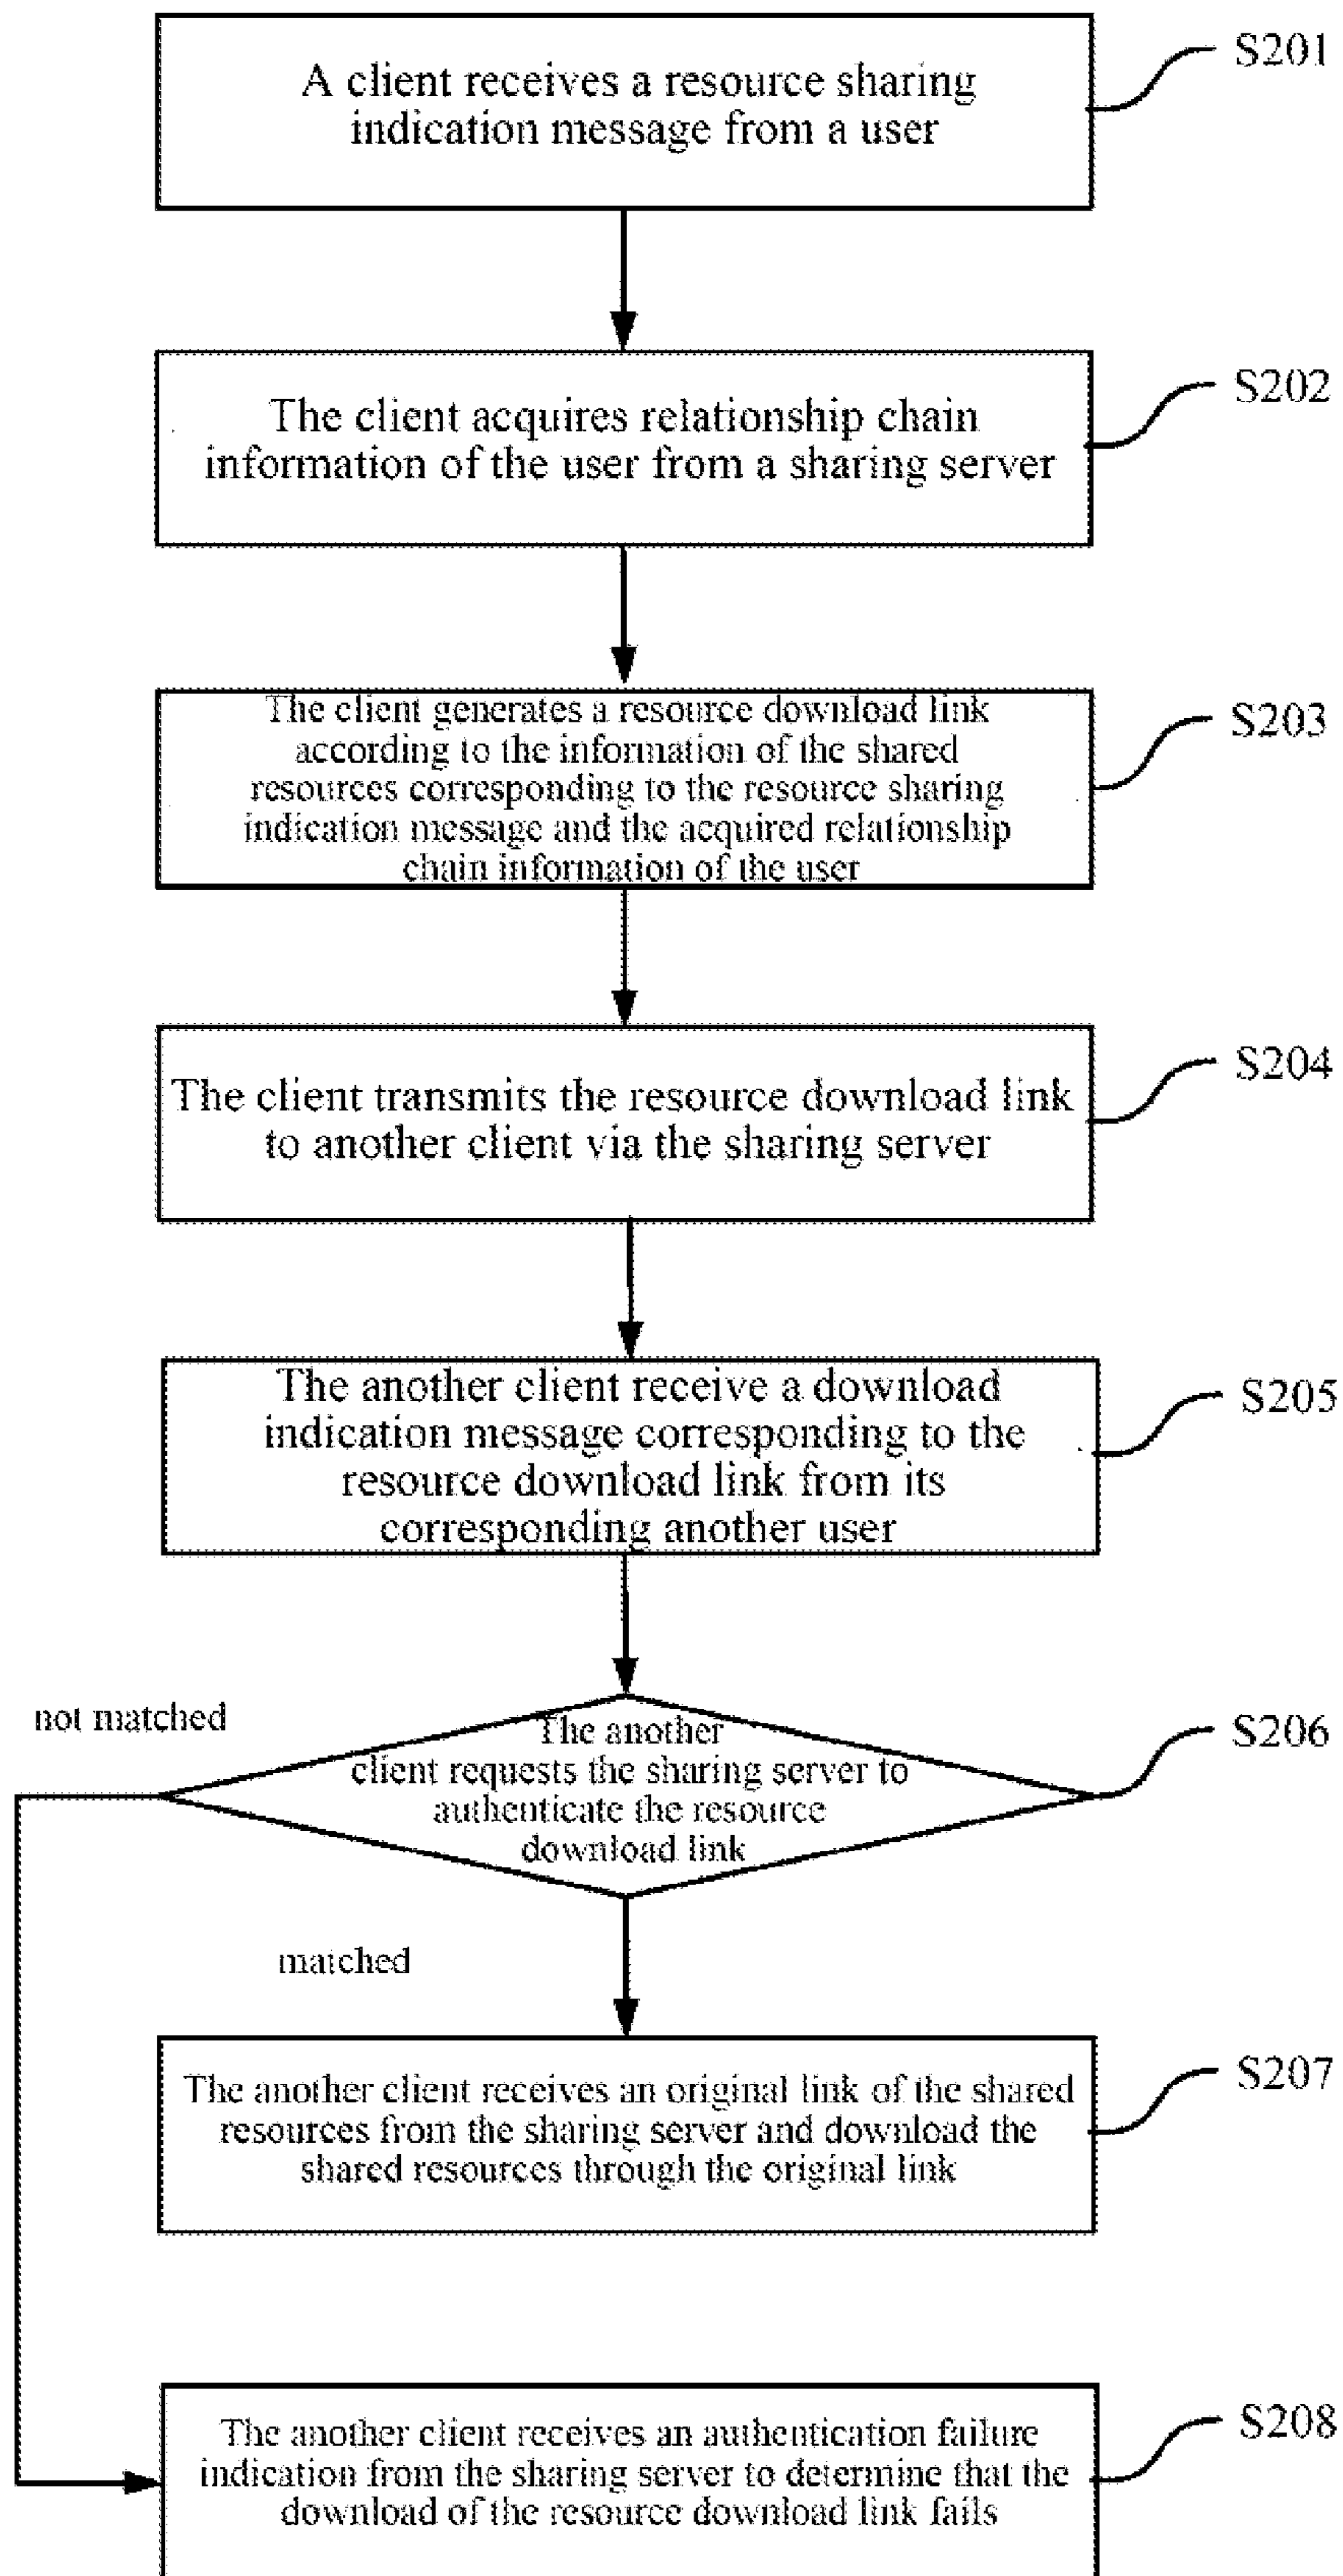 A client receives a resource sharing
indication message from a user
S201
The client acquires relationship chain
information of the user from a sharing server
S202
The client generates a resource download link
according to the information of the shared
resources corresponding to the resource sharing
indication message and the acquired relationship
chain information of the user
S203
The client transmits the resource download link
to another client via the sharing server
S204
The another client receive a download
indication message corresponding to the
resource download link from its
corresponding another user
S205
not matched
The another
client requests the sharing server to
authenticate the resource
download link
S206
matched
The another client receives an original link of the shared
resources from the sharing server and download the
shared resources through the original link
S207
The another client receives an authentication failure
indication from the sharing server to determine that the
download of the resource download link fails
S208